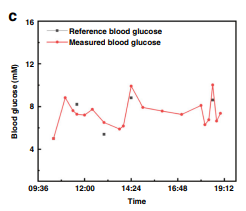 C
Reference blood glucose
Measured blood glucose
Blood glucose (mM)
16
12
8
4
09:36 12:00 14:24 16:48 19:12
Time